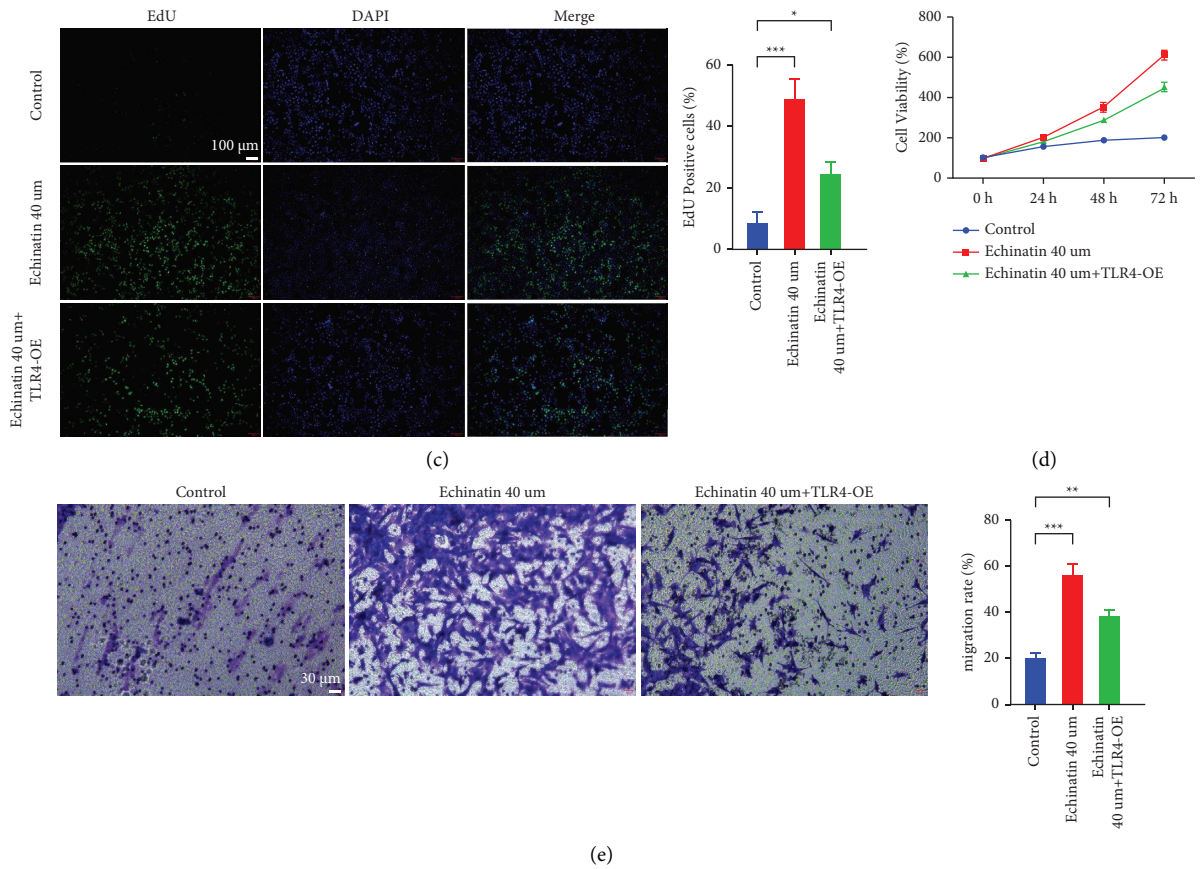 EdU DAPI Merge
Control
Echinatin 40 um
Echinatin 40 um+
TLR4-OE
100 μm
EdU Positive cells (%)
60
40
20
0
*
***
Control
Echinatin 40 um
Echinatin
40 um+TLR4-OE
(c)
Cell Viability (%)
800
600
400
200
0
0 h 24 h 48 h 72 h
Control
Echinatin 40 um
Echinatin 40 um+TLR4-OE
(d)
Control Echinatin 40 um Echinatin 40 um+TLR4-OE
30 μm
migration rate (%)
80
60
40
20
0
**
***
Control
Echinatin 40 um
Echinatin
40 um+TLR4-OE
(e)